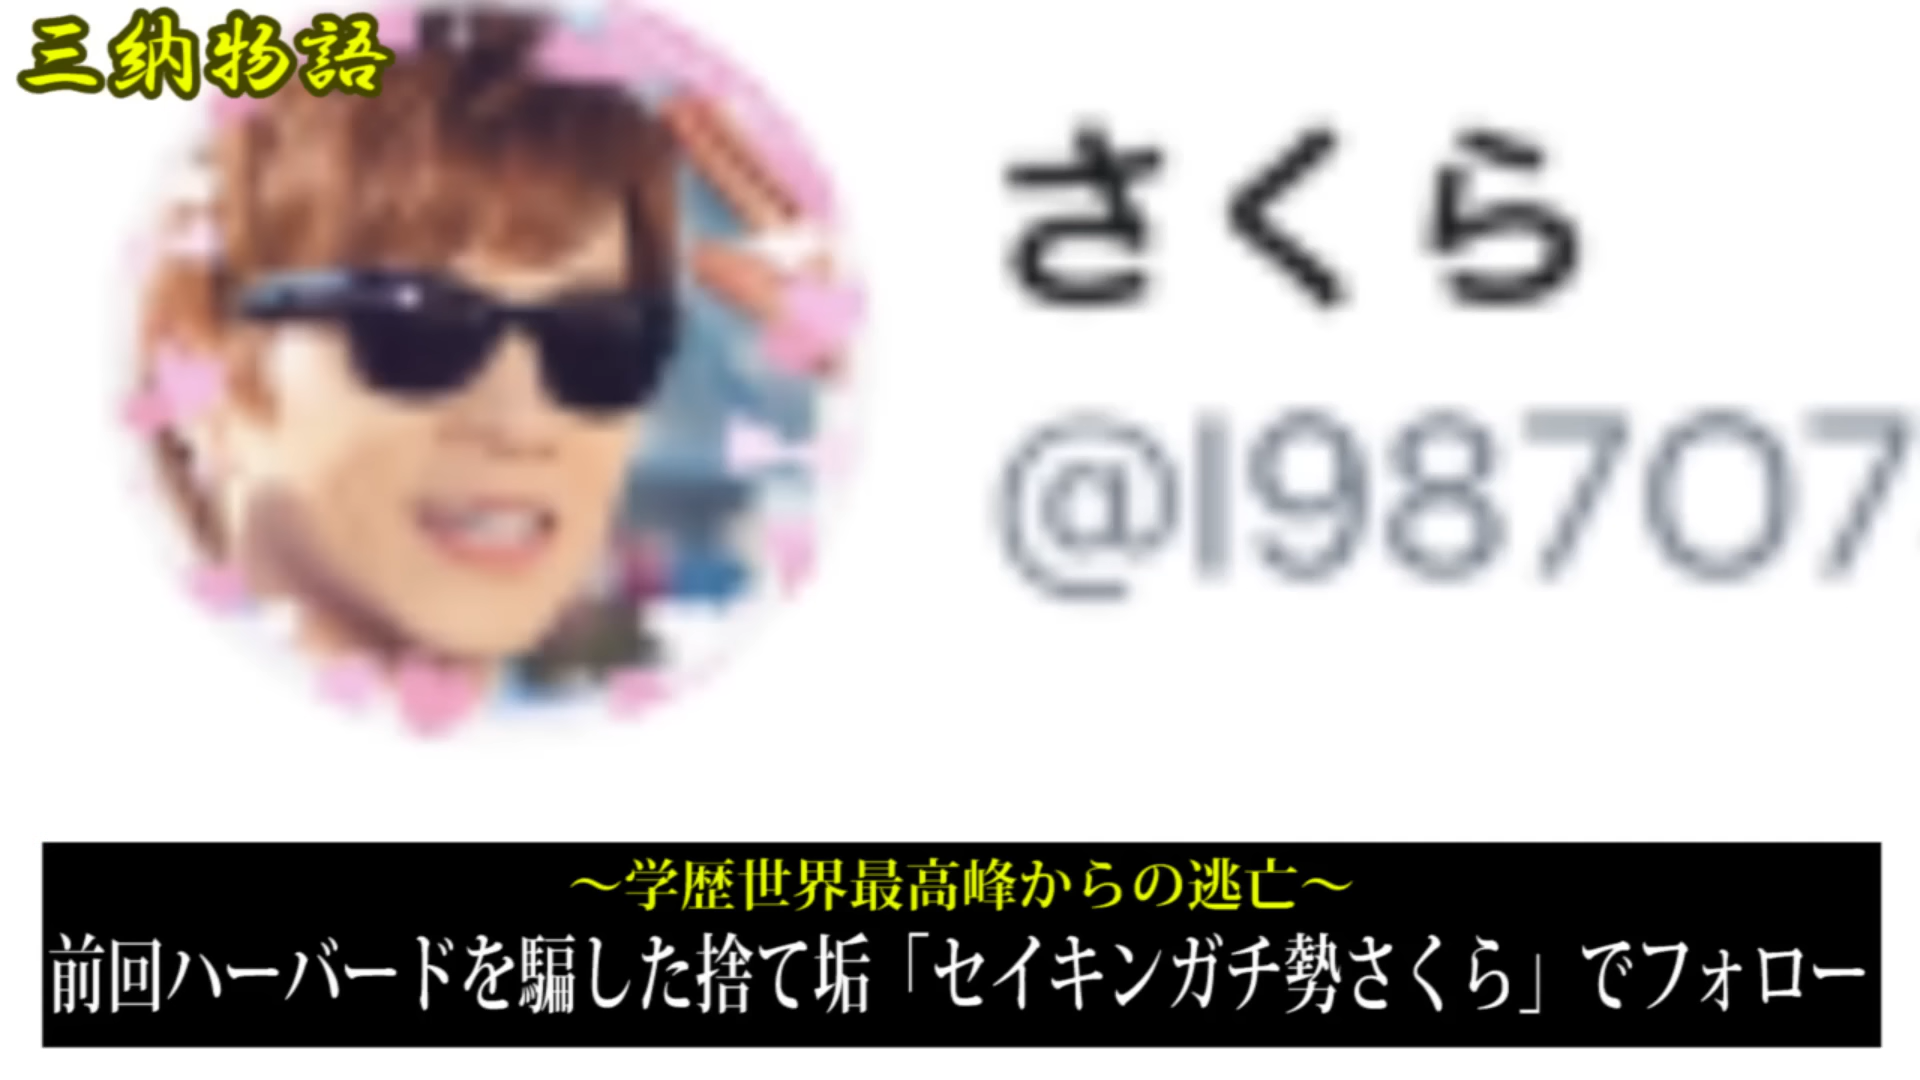 三納物語
さくら
@l98707
～学歴世界最高峰からの逃亡～
前回ハーバードを騙した捨て垢「セイキンガチ勢さくら」でフォロー